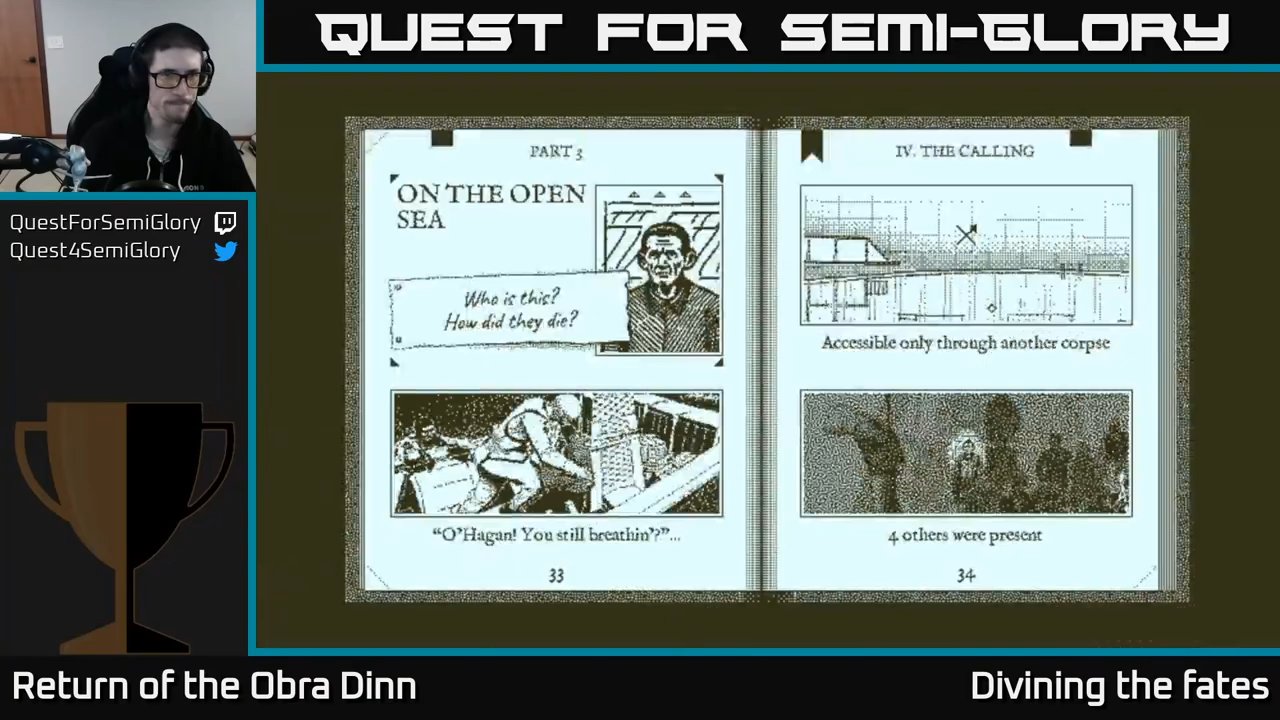 QUEST FOR SEMI-GLORY
QuestForSemiGlory
Quest4SemiGlory
PART 3
ON THE OPEN
SEA
Who is this?
How did they die?
"O'Hagan! You still breathin'?"...
33
IV. THE CALLING
Accessible only through another corpse
4 others were present
34
Return of the Obra Dinn
Divining the fates